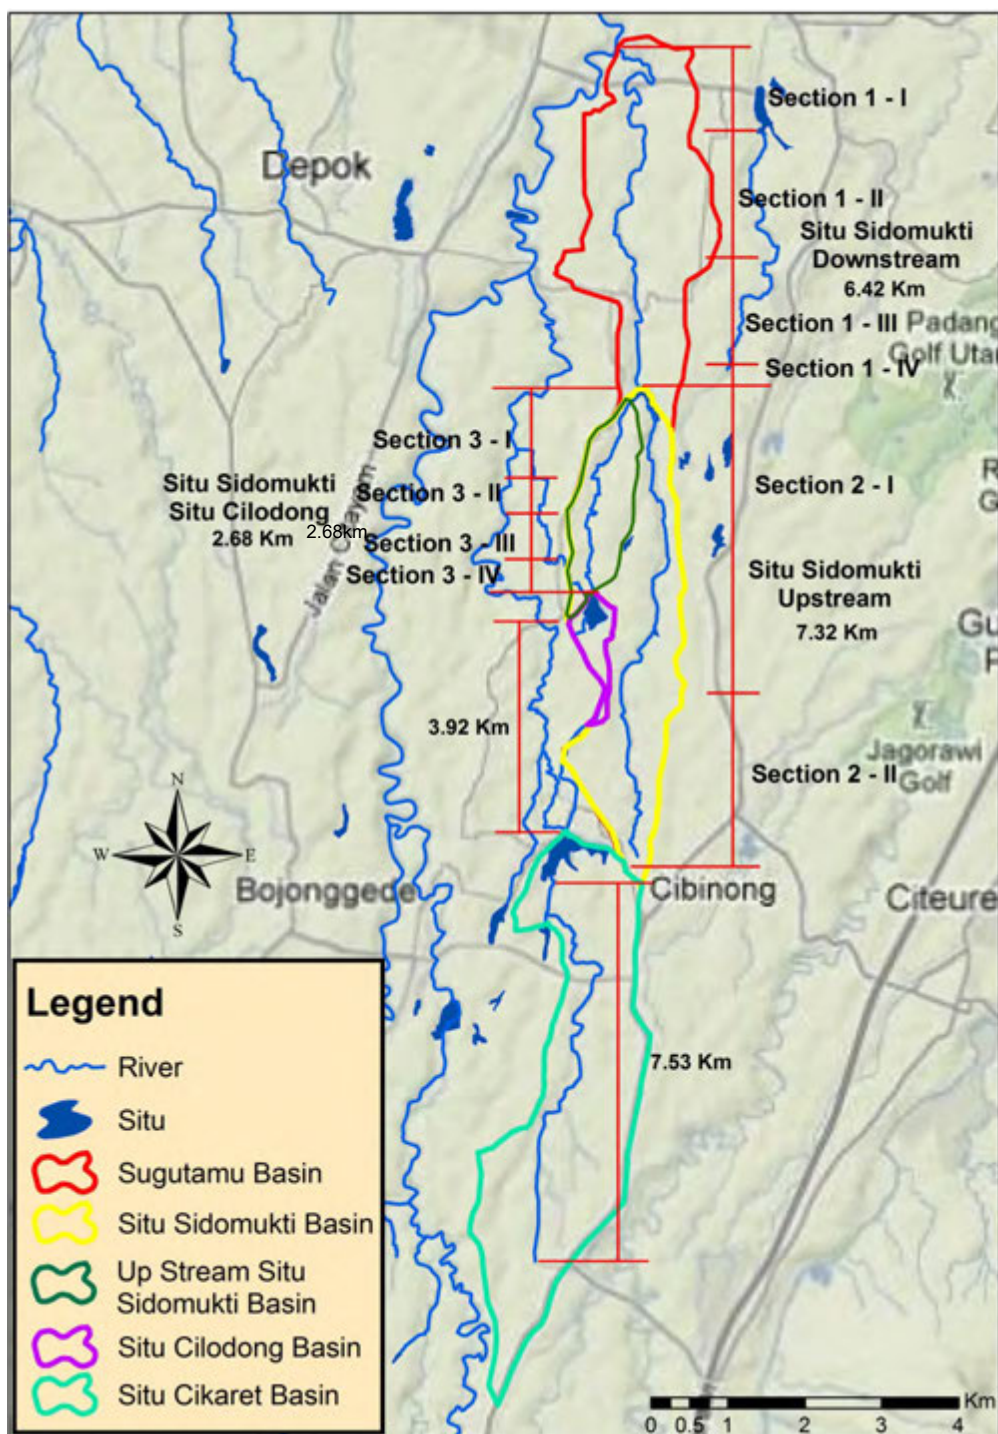 Section 1 - I
Depok
Section 1 - II
Situ Sidomukti
Downstream
6.42 Km
Section 1 - III
Padang
Golf Utar
Section 1 - IV
Section 3 - I
Situ Sidomukti
Situ Cilodong
2.68 Km
2.68km
Section 3 - II
Section 3 - III
Section 3 - IV
Section 2 - I
R
G
Situ Sidomukti
Upstream
7.32 Km
Gu
P
3.92 Km
Jagorawi
Golf
Section 2 - II
N
W
E
S
Bojonggede
Cibinong
Citeure
7.53 Km
Legend
River
Situ
Sugutamu Basin
Situ Sidomukti Basin
Up Stream Situ
Sidomukti Basin
Situ Cilodong Basin
Situ Cikaret Basin
Km
0 0.5 1 2 3 4